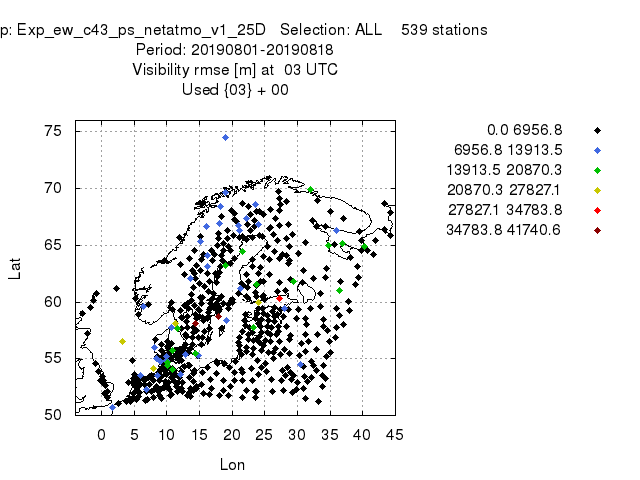 p: Exp_ew_c43_ps_netatmo_v1_25D Selection: ALL 539 stations
Period: 20190801-20190818
Visibility rmse [m] at 03 UTC
Used {03} + 00
0.0 6956.8
6956.8 13913.5
13913.5 20870.3
20870.3 27827.1
27827.1 34783.8
34783.8 41740.6
75
70
65
60
55
50
Lat
0 5 10 15 20 25 30 35 40 45
Lon